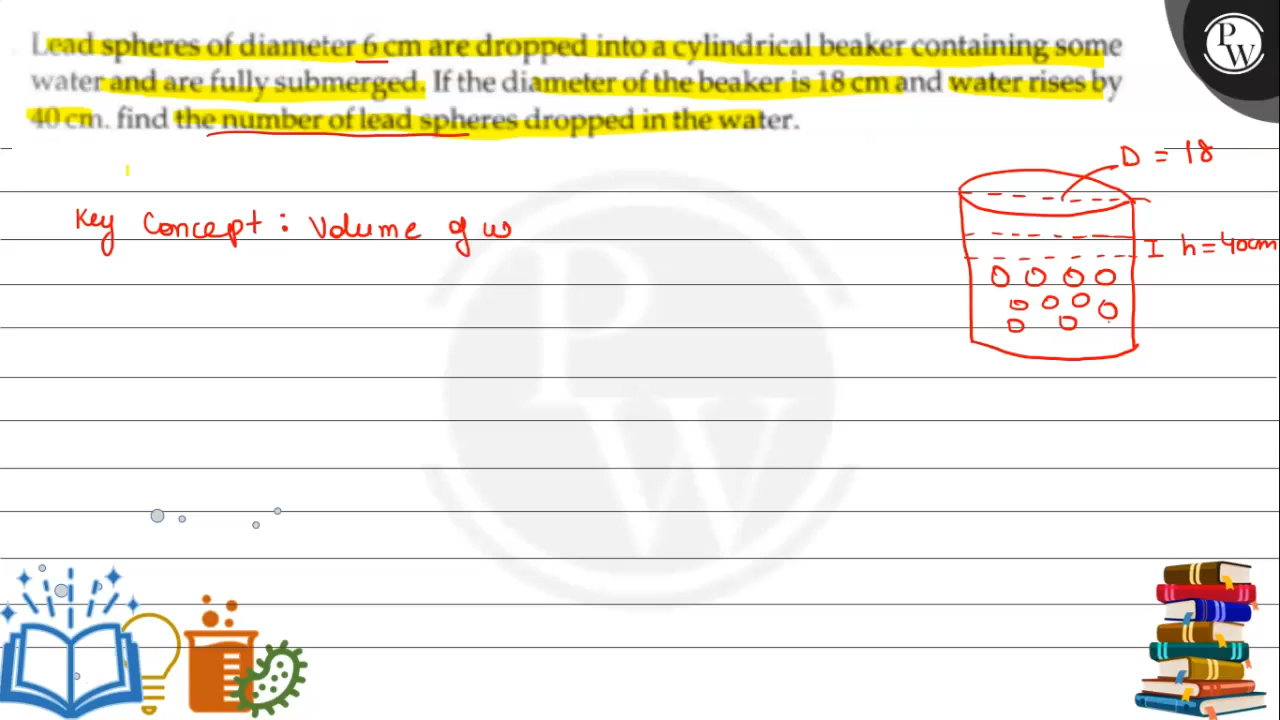 Lead spheres of diameter 6 cm are dropped into a cylindrical beaker containing some
water and are fully submerged. If the diameter of the beaker is 18 cm and water rises by
40 cm. find the number of lead spheres dropped in the water.
D = 18
Key Concept : Volume of w
h = 40cm
PW
PW